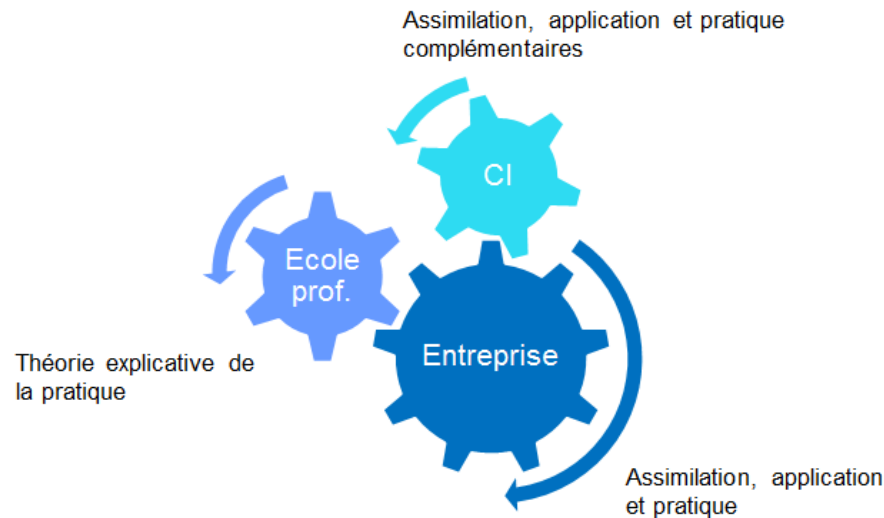 Assimilation, application et pratique
complémentaires
CI
Ecole
prof.
Entreprise
Théorie explicative de
la pratique
Assimilation, application
et pratique